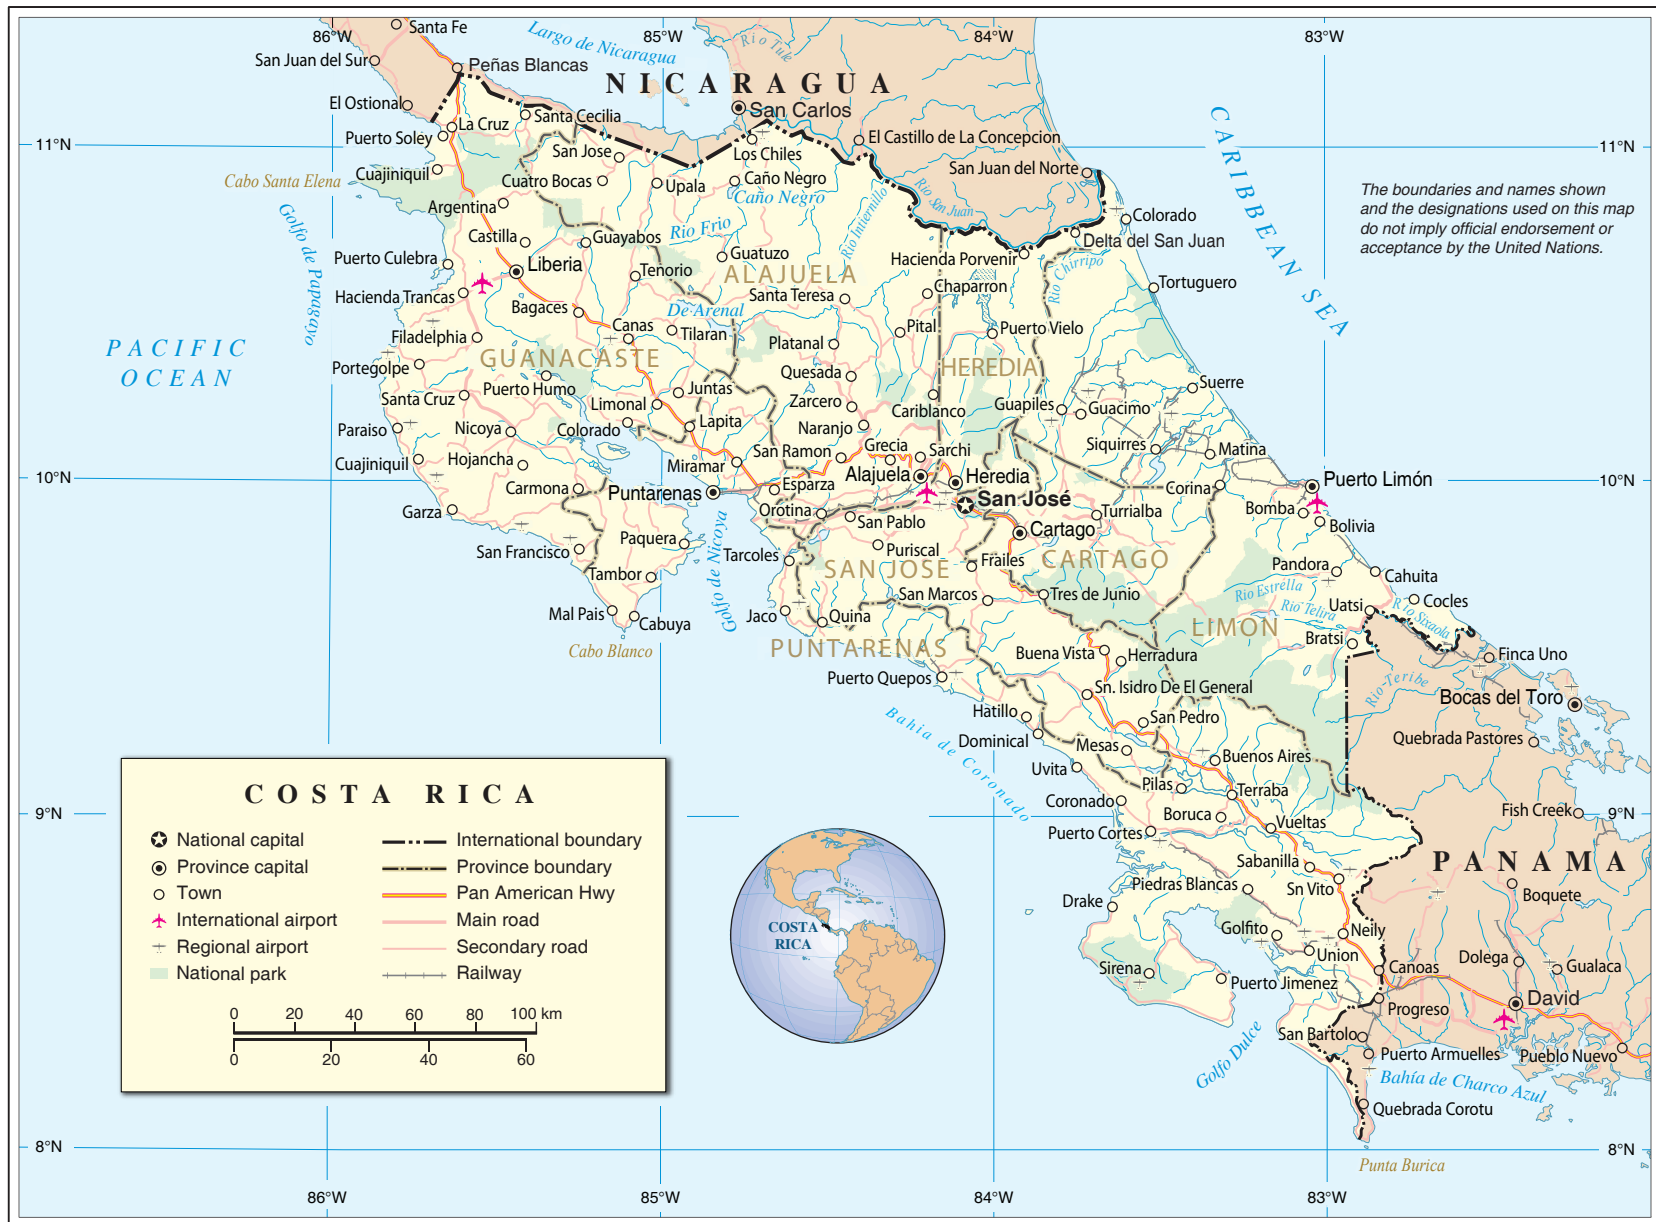 86°W
85°W
84°W
83°W
Santa Fe
Largo de Nicaragua
Rio Tule
San Juan del Sur
Peñas Blancas
NICARAGUA
El Ostional
San Carlos
La Cruz
Santa Cecilia
Puerto Soley
El Castillo de La Concepcion
CARIBBEAN SEA
11°N
11°N
San Jose
Los Chiles
San Juan del Norte
Cabo Santa Elena
Cuajiniquil
Cuatro Bocas
Upala
Caño Negro
Caño Negro
Rio San Juan
The boundaries and names shown
and the designations used on this map
do not imply official endorsement or
acceptance by the United Nations.
Argentina
Golfo de Papagayo
Rio Frio
Rio Intiernillo
Colorado
Castilla
Guayabos
Delta del San Juan
Puerto Culebra
Liberia
Tenorio
Guatuzo
ALAJUELA
Hacienda Porvenir
Rio Chirripo
Hacienda Trancas
Santa Teresa
Chaparron
Tortuguero
Bagaces
De Arenal
PACIFIC
OCEAN
Filadelphia
Canas
Tilaran
Platanal
Pital
Puerto Vielo
GUANACASTE
HEREDIA
Portegolpe
Puerto Humo
Quesada
Suerre
Santa Cruz
Juntas
Limonal
Zarcero
Cariblanco
Guapiles
Guacimo
Paraiso
Nicoya
Colorado
Lapita
Naranjo
Siquirres
Matina
Cuajiniquil
Hojancha
Miramar
San Ramon
Grecia
Sarchi
10°N
10°N
Carmona
Puntarenas
Esparza
Alajuela
Heredia
Corina
Puerto Limón
San José
Garza
Orotina
San Pablo
Cartago
Turrialba
Bomba
Bolivia
San Francisco
Paquera
Golfo de Nicoya
Tarcoles
Puriscal
Frailes
CARTAGO
Pandora
Cahuita
SAN JOSE
Tambor
San Marcos
Tres de Junio
Rio Estrella
Cocles
Mal Pais
Cabuya
Jaco
Quina
Rio Telira
Uatsi
Rio Sixaola
LIMON
Bratsi
Cabo Blanco
PUNTARENAS
Buena Vista
Herradura
Finca Uno
Puerto Quepos
Sn. Isidro De El General
Rio Teribe
Bocas del Toro
Hatillo
San Pedro
Bahia de Coronado
Dominical
Mesas
Buenos Aires
Quebrada Pastores
Uvita
Pilas
Terraba
Coronado
Boruca
Vueltas
Fish Creek
9°N
9°N
Puerto Cortes
Sabanilla
PANAMA
Piedras Blancas
Sn Vito
Boquete
Drake
Golfito
Neily
Union
Canoas
Dolega
Gualaca
Sirena
Puerto Jimenez
Progreso
David
San Bartolo
Golfo Dulce
Puerto Armuelles
Pueblo Nuevo
Bahía de Charco Azul
Quebrada Corotu
8°N
8°N
Punta Burica
COSTA RICA
National capital
Province capital
Town
International airport
Regional airport
National park
International boundary
Province boundary
Pan American Hwy
Main road
Secondary road
Railway
0 20 40 60 80 100 km
0 20 40 60
COSTA
RICA
86°W
85°W
84°W
83°W